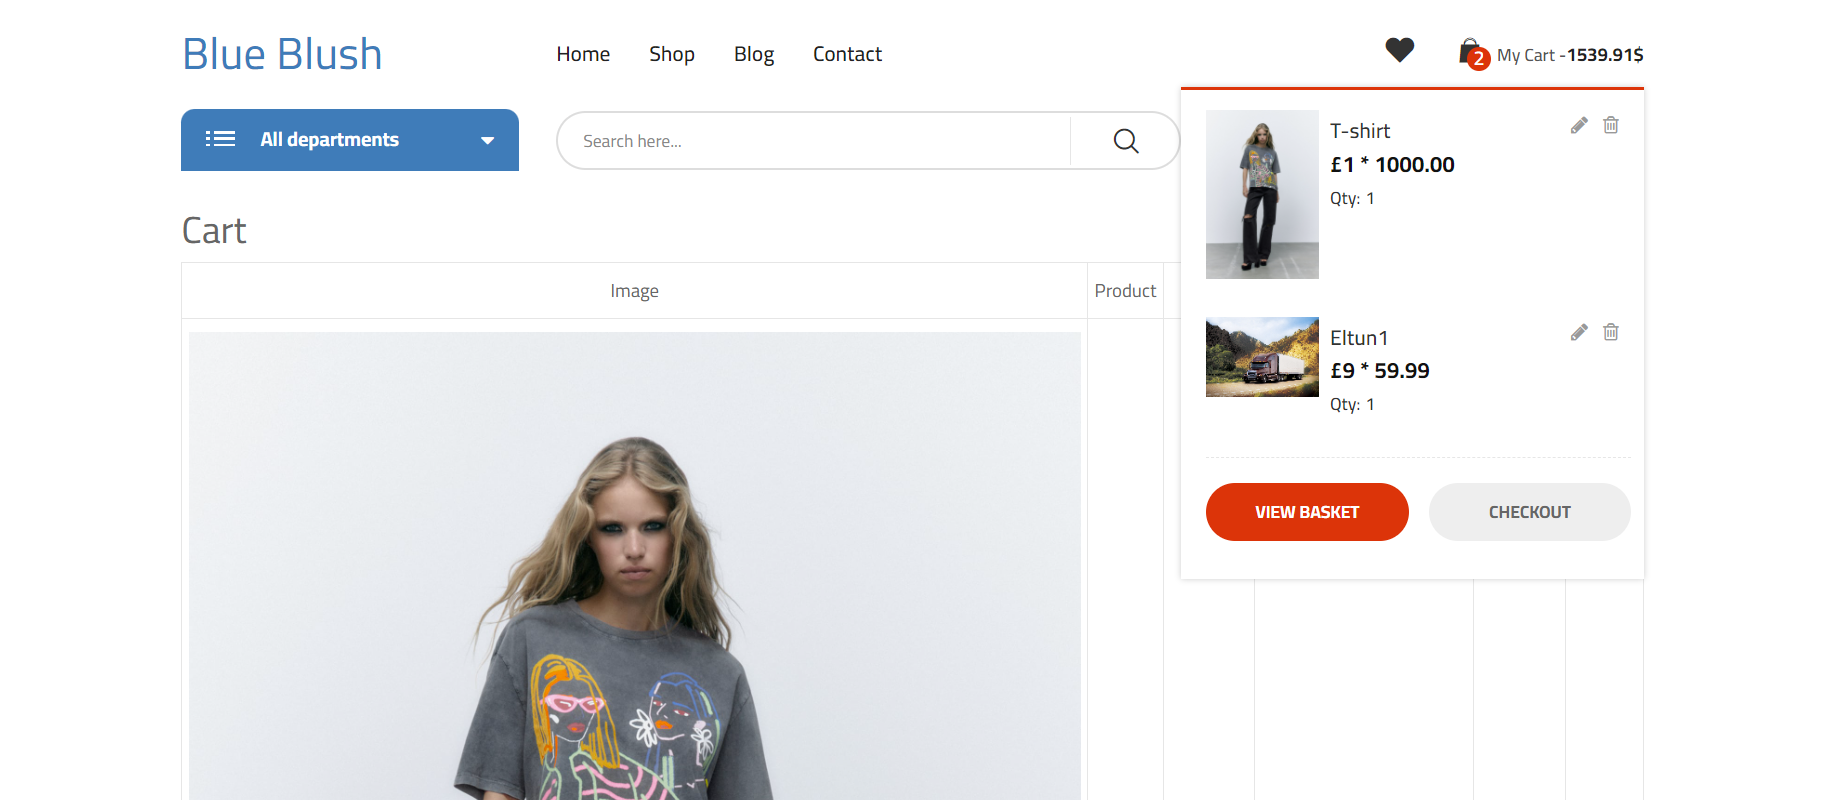 Blue Blush
Home Shop Blog Contact
2 My Cart -1539.91$
All departments
Search here...
T-shirt
£1 * 1000.00
Qty: 1
Eltun1
£9 * 59.99
Qty: 1
VIEW BASKET CHECKOUT
Cart
Image Product